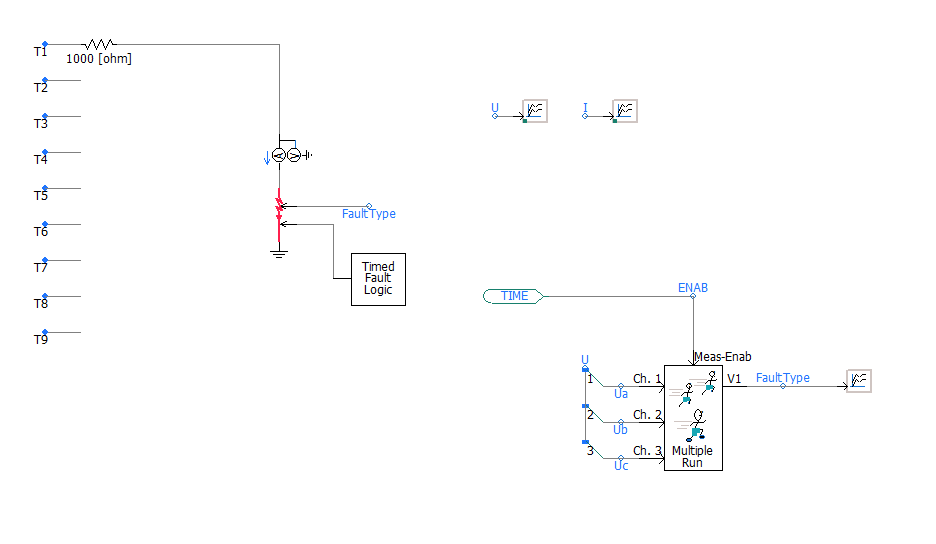 T1
1000 [ohm]
T2
T3
T4
T5
T6
T7
T8
T9
A
V
FaultType
Timed
Fault
Logic
U
I
TIME
ENAB
Meas-Enab
U
1
Ua
Ch. 1
2
Ub
Ch. 2
3
Uc
Ch. 3
Multiple
Run
V1
FaultType